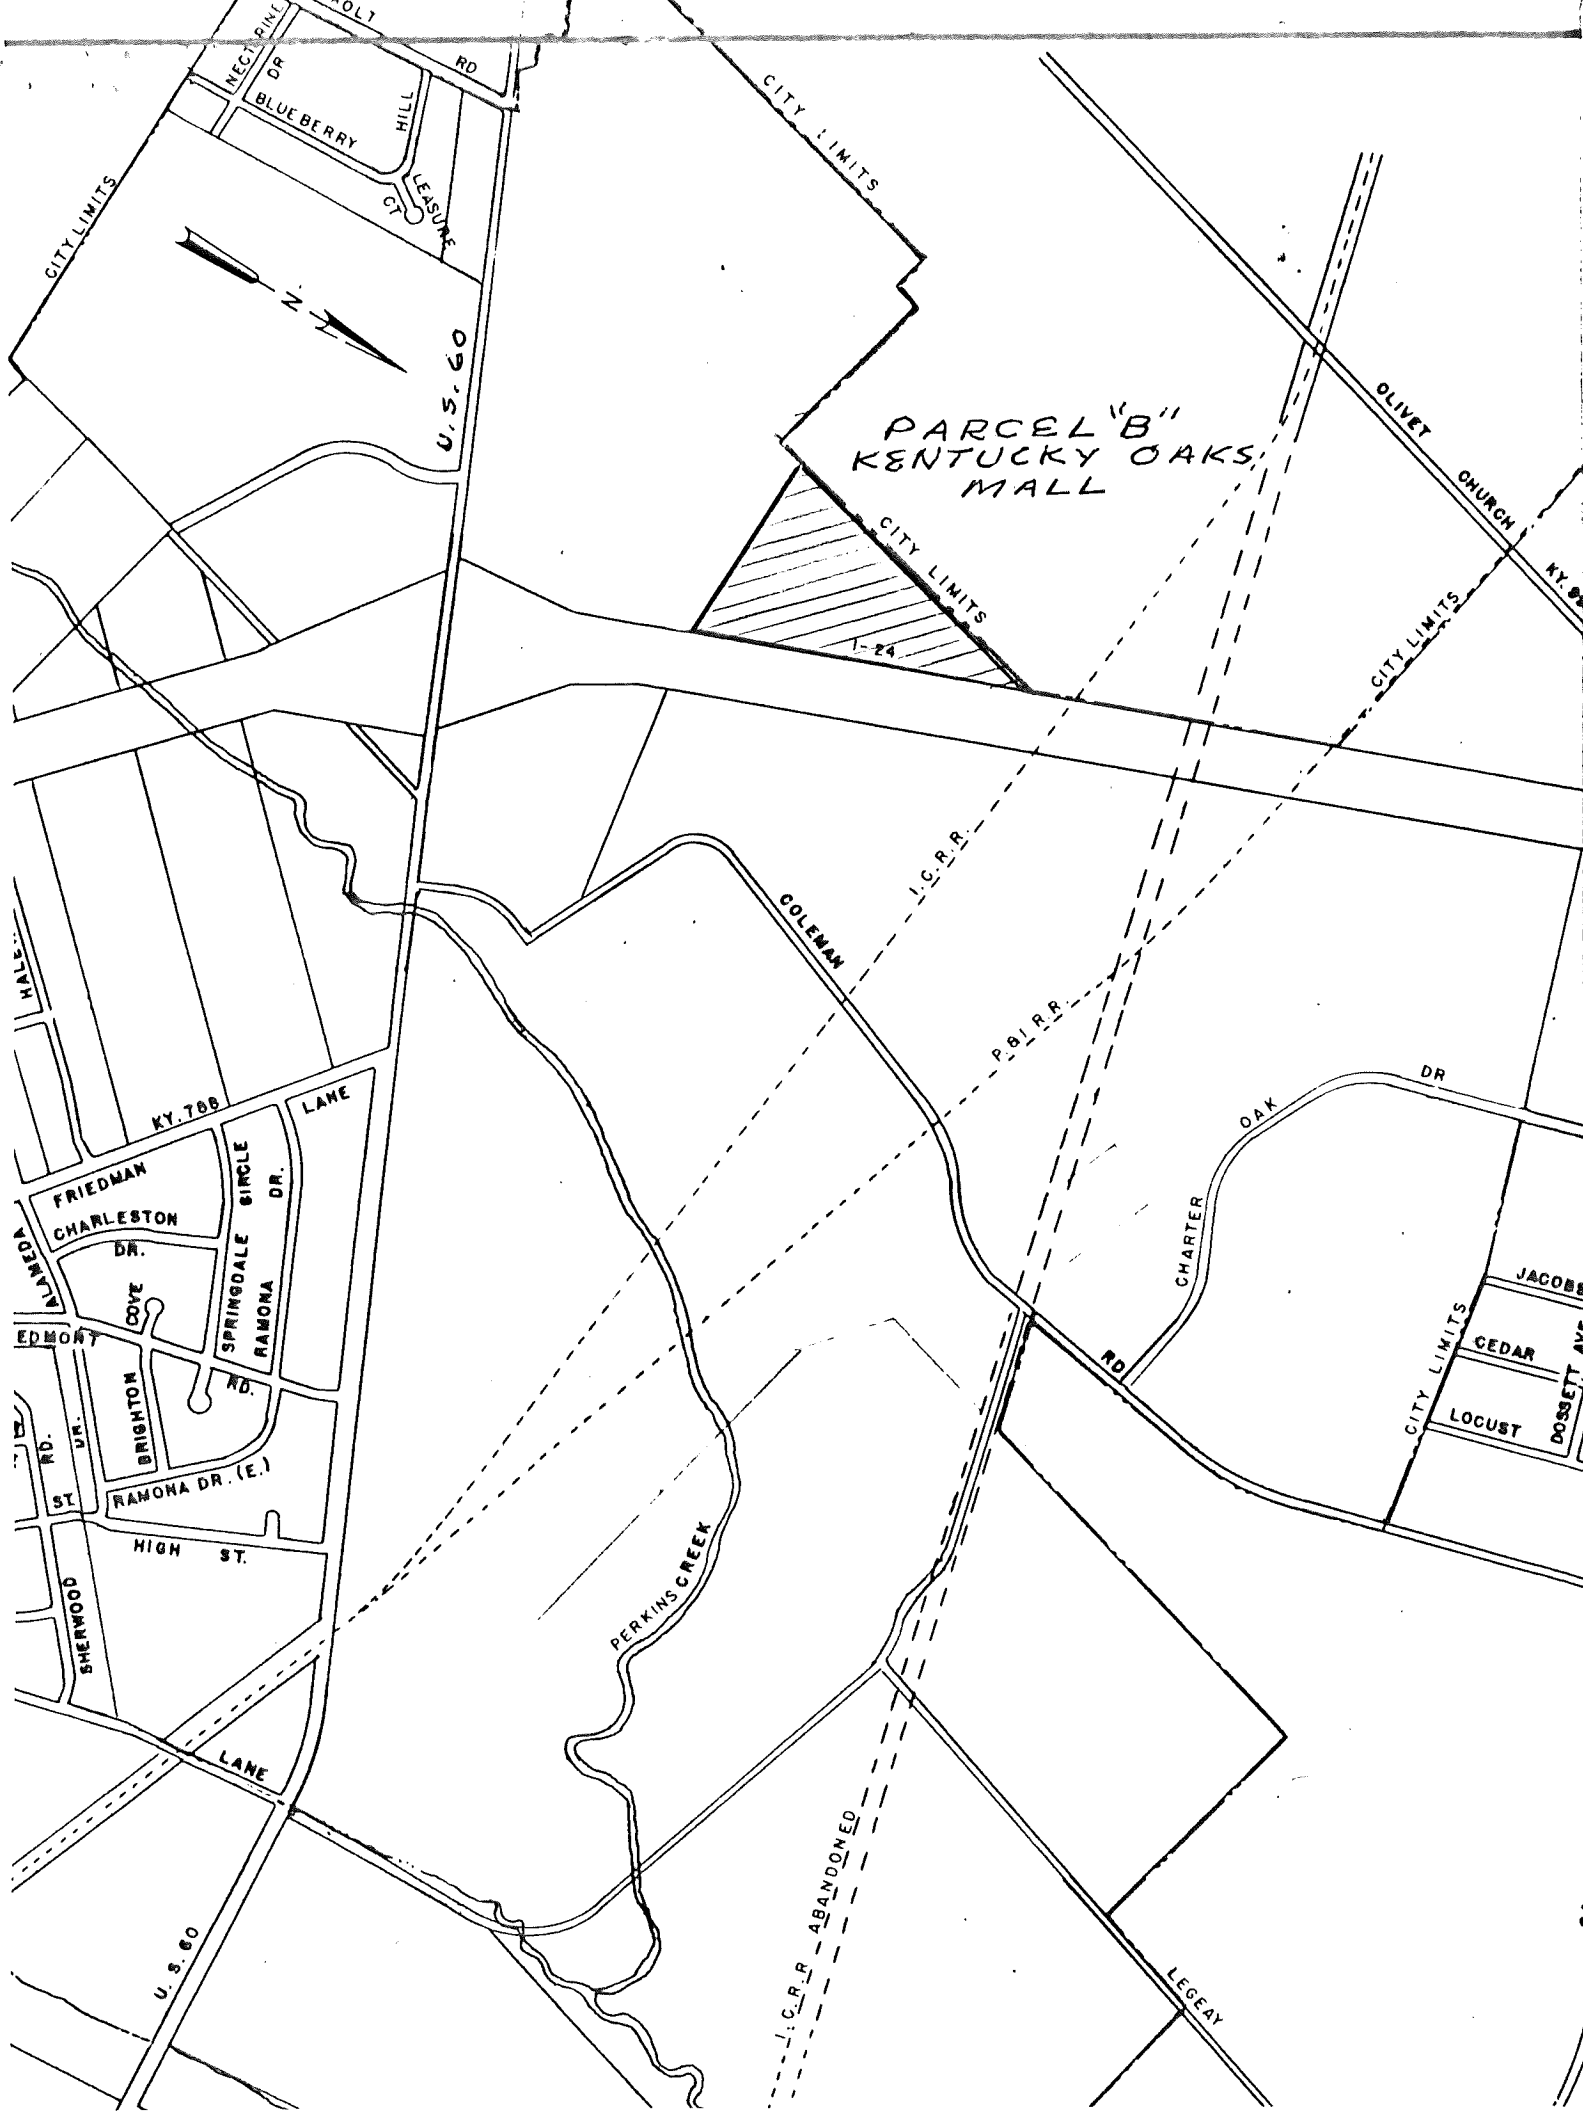 RD
NECTARINE
DR
BLUEBERRY
HILL
LEASURE
CT
CITY LIMITS
CITY LIMITS
N
U.S. 60
PARCEL "B"
KENTUCKY OAKS
MALL
OLIVET
CHURCH
CITY LIMITS
I-24
CITY LIMITS
I.C.R.R.
COLEMAN
P.&I.R.R.
OAK
DR
CHARTER
KY. 788
LANE
FRIEDMAN
CHARLESTON
DR.
SPRINGDALE CIRCLE
RAMONA DR.
ALAMEDA
COVE
BRIGHTON
RD.
RD.
DR.
ST.
RAMONA DR. (E.)
HIGH ST.
SHERWOOD
LANE
PERKINS CREEK
RD
JACOBS
CEDAR
LOCUST
DOSSETT AVE
CITY LIMITS
I.C.R.R. ABANDONED
U.S. 60
LEGEAY